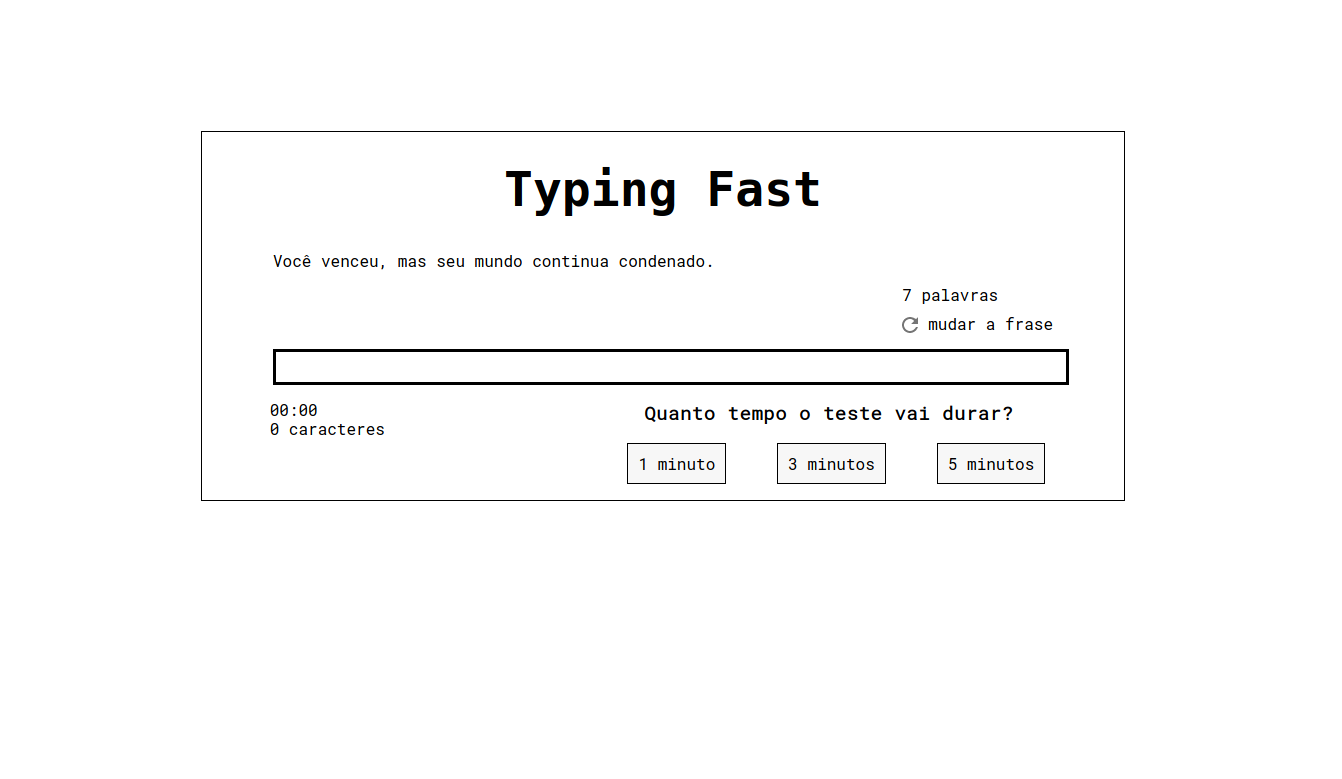 Typing Fast
Você venceu, mas seu mundo continua condenado.
7 palavras
mudar a frase
00:00
0 caracteres
Quanto tempo o teste vai durar?
1 minuto
3 minutos
5 minutos